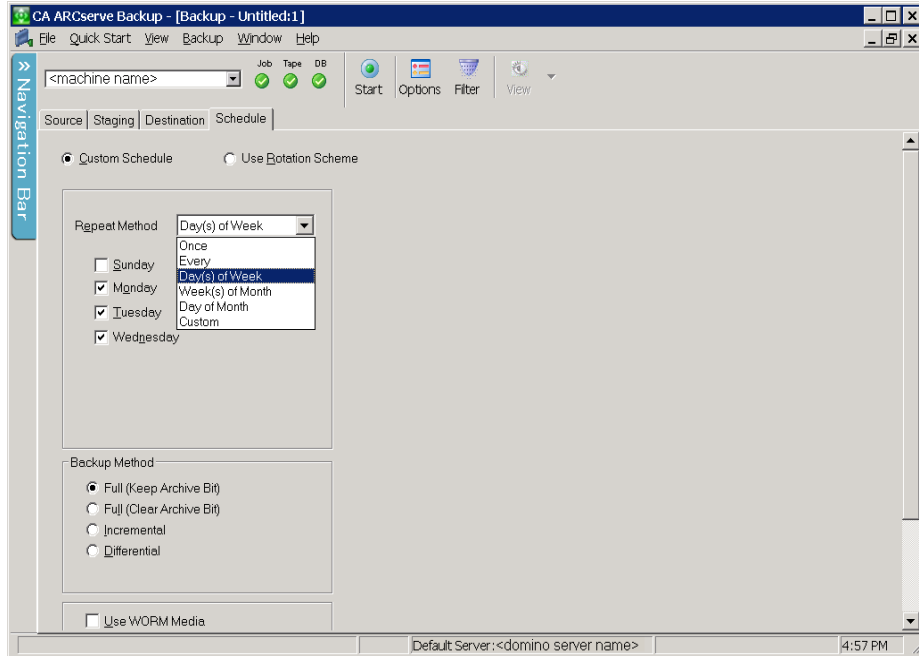 CA ARCserve Backup - [Backup - Untitled:1]
File Quick Start View Backup Window Help
<machine name>
Job Tape DB
Start Options Filter View
» Navigation Bar
Source Staging Destination Schedule
Custom Schedule Use Rotation Scheme
Repeat Method Day(s) of Week
Once
Every
Day(s) of Week
Week(s) of Month
Day of Month
Custom
Sunday
Monday
Tuesday
Wednesday
Backup Method
Full (Keep Archive Bit)
Full (Clear Archive Bit)
Incremental
Differential
Use WORM Media
Default Server:<domino server name> 4:57 PM